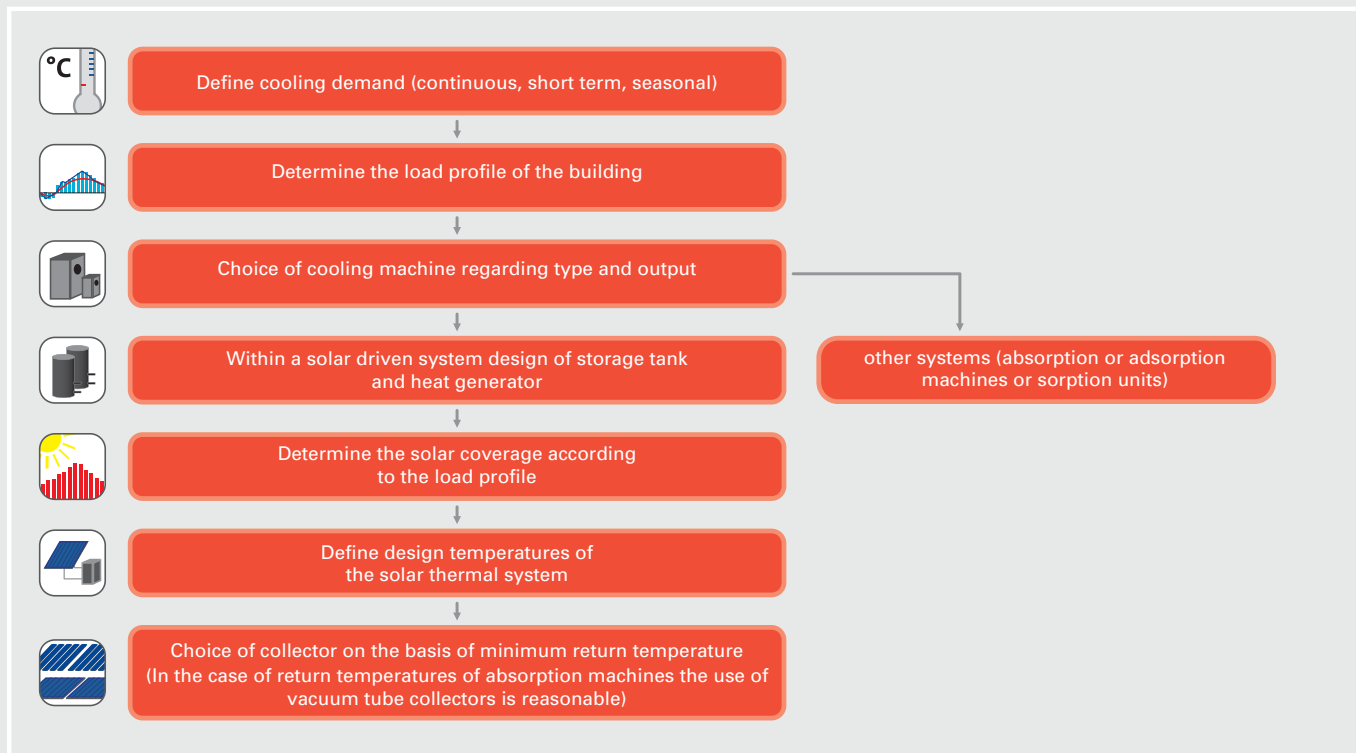 °C
Define cooling demand (continuous, short term, seasonal)
Determine the load profile of the building
Choice of cooling machine regarding type and output
Within a solar driven system design of storage tank
and heat generator
other systems (absorption or adsorption
machines or sorption units)
Determine the solar coverage according
to the load profile
Define design temperatures of
the solar thermal system
Choice of collector on the basis of minimum return temperature
(In the case of return temperatures of absorption machines the use of
vacuum tube collectors is reasonable)